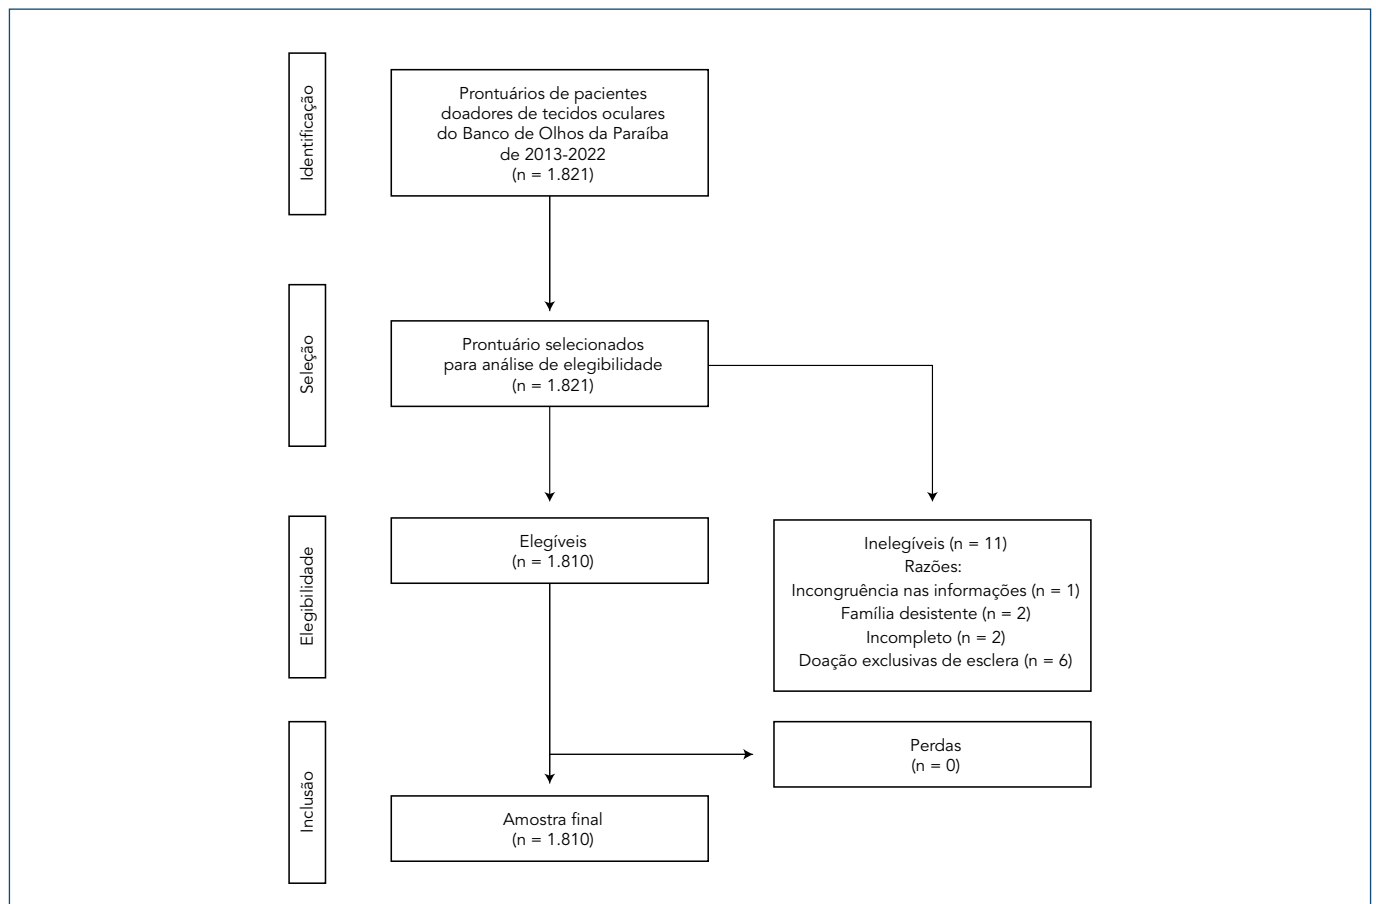 Identificação
Prontuários de pacientes
doadores de tecidos oculares
do Banco de Olhos da Paraíba
de 2013-2022
(n = 1.821)
Seleção
Prontuário selecionados
para análise de elegibilidade
(n = 1.821)
Elegibilidade
Elegíveis
(n = 1.810)
Inelegíveis (n = 11)
Razões:
Incongruência nas informações (n = 1)
Família desistente (n = 2)
Incompleto (n = 2)
Doação exclusivas de esclera (n = 6)
Inclusão
Perdas
(n = 0)
Amostra final
(n = 1.810)